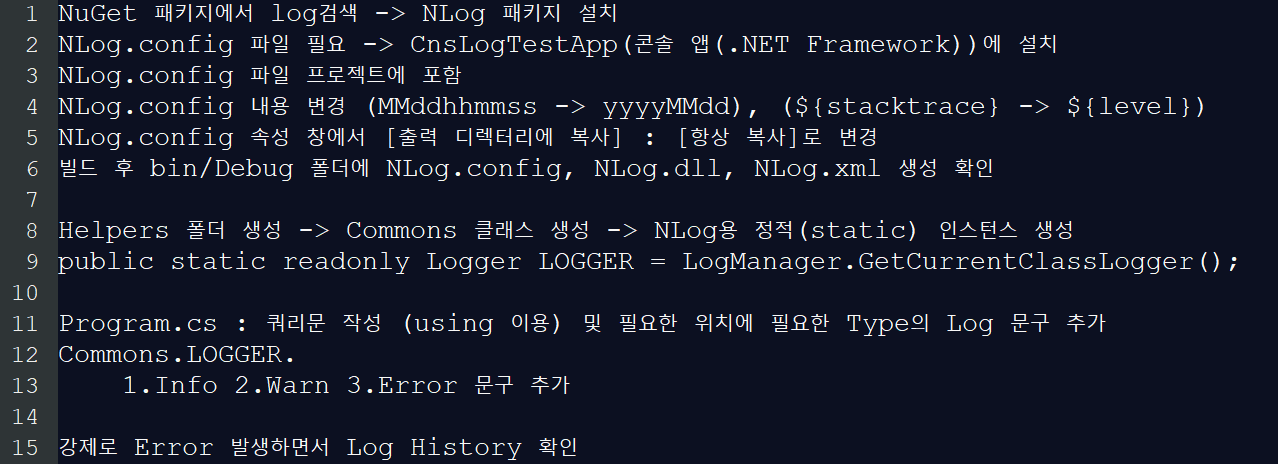 1 NuGet 패키지에서 log검색 -> NLog 패키지 설치
2 NLog.config 파일 필요 -> CnsLogTestApp(콘솔 앱(.NET Framework))에 설치
3 NLog.config 파일 프로젝트에 포함
4 NLog.config 내용 변경 (MMddhhmmss -> yyyyMMdd), (${stacktrace} -> ${level})
5 NLog.config 속성 창에서 [출력 디렉터리에 복사] : [항상 복사]로 변경
6 빌드 후 bin/Debug 폴더에 NLog.config, NLog.dll, NLog.xml 생성 확인
7
8 Helpers 폴더 생성 -> Commons 클래스 생성 -> NLog용 정적(static) 인스턴스 생성
9 public static readonly Logger LOGGER = LogManager.GetCurrentClassLogger();
10
11 Program.cs : 쿼리문 작성 (using 이용) 및 필요한 위치에 필요한 Type의 Log 문구 추가
12 Commons.LOGGER.
13 1.Info 2.Warn 3.Error 문구 추가
14
15 강제로 Error 발생하면서 Log History 확인